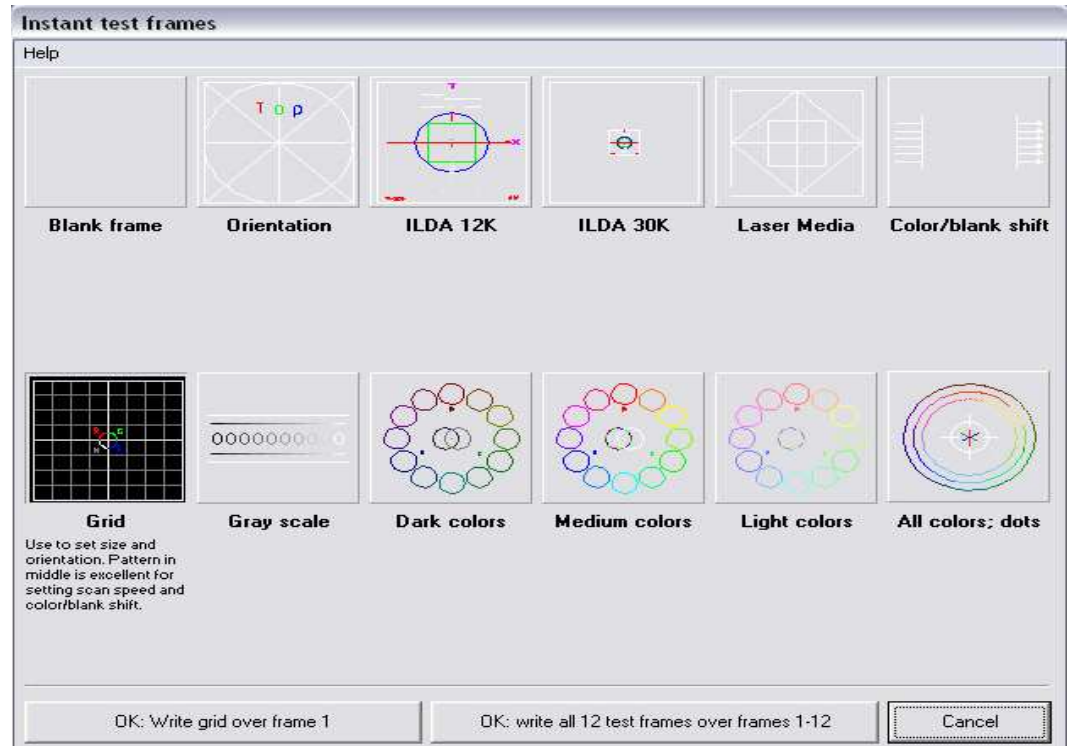 Instant test frames
Help
T o p
Blank frame Orientation ILDA 12K ILDA 30K Laser Media Color/blank shift
Grid Gray scale Dark colors Medium colors Light colors All colors; dots
Use to set size and
orientation. Pattern in
middle is excellent for
setting scan speed and
color/blank shift.
OK: Write grid over frame 1 OK: write all 12 test frames over frames 1-12 Cancel